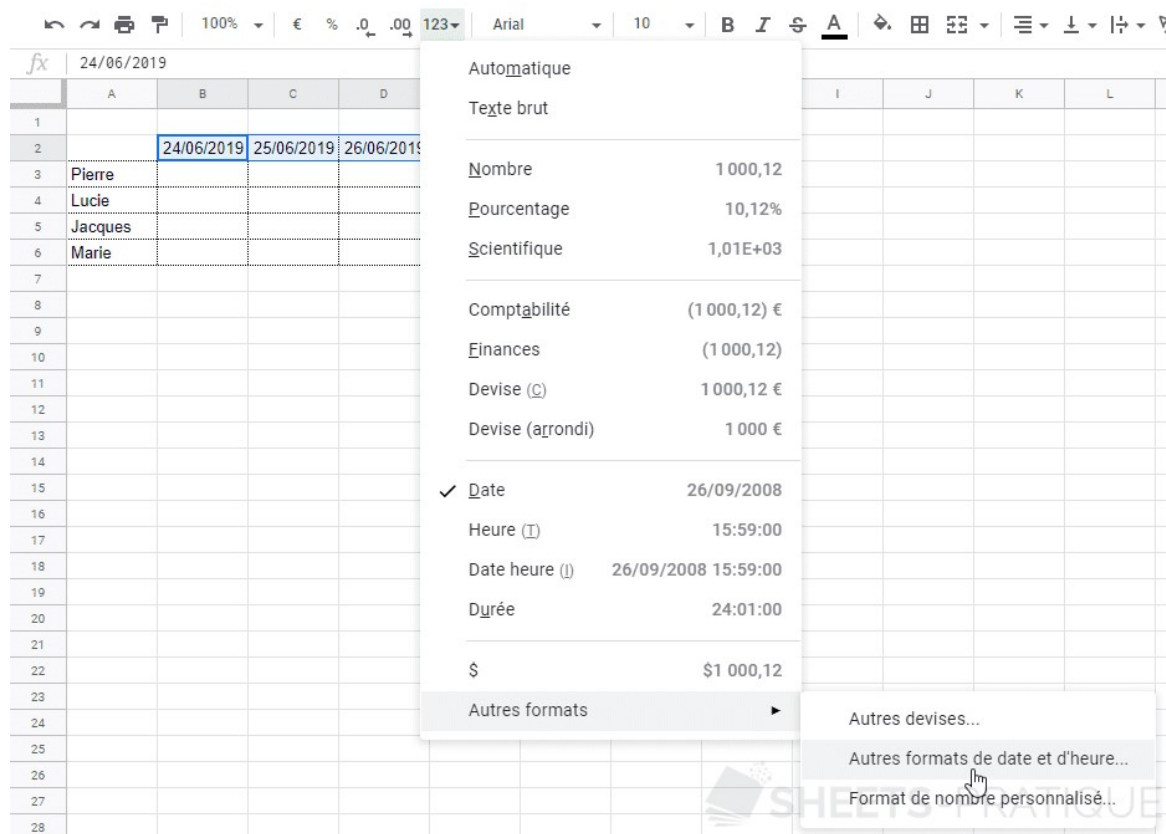 100% € % .0 .00 123 Arial 10 B I S A
fx 24/06/2019
A B C D I J K L
1
2 24/06/2019 25/06/2019 26/06/2019
3 Pierre
4 Lucie
5 Jacques
6 Marie
7
8
9
10
11
12
13
14
15
16
17
18
19
20
21
22
23
24
25
26
27
28
Automatique
Texte brut
Nombre 1 000,12
Pourcentage 10,12%
Scientifique 1,01E+03
Comptabilité (1 000,12) €
Finances (1 000,12)
Devise (C) 1 000,12 €
Devise (arrondi) 1 000 €
Date 26/09/2008
Heure (T) 15:59:00
Date heure (I) 26/09/2008 15:59:00
Durée 24:01:00
$ $1 000,12
Autres formats
Autres devises...
Autres formats de date et d'heure...
Format de nombre personnalisé...
SHEETS-PRATIQUE